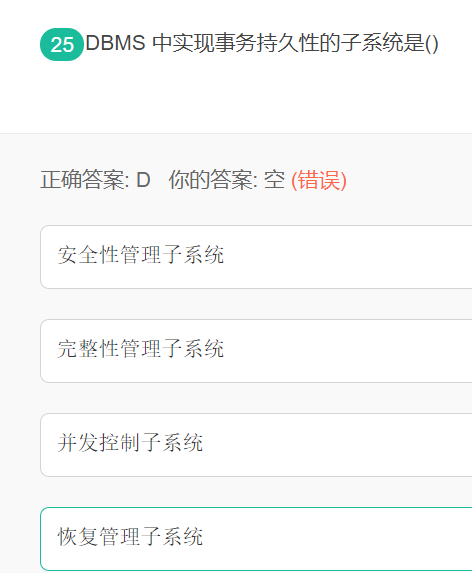 25 DBMS 中实现事务持久性的子系统是()
正确答案: D 你的答案: 空 (错误)
安全性管理子系统
完整性管理子系统
并发控制子系统
恢复管理子系统